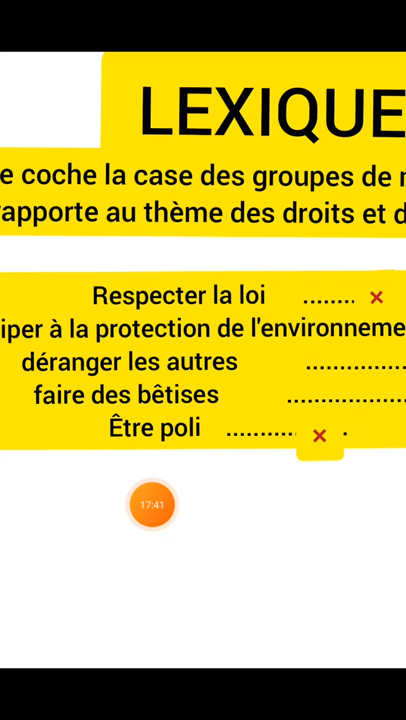 LEXIQUE
e coche la case des groupes de
rapporte au thème des droits et d
Respecter la loi ........ ×
iper à la protection de l'environneme
déranger les autres ................
faire des bêtises ...................
Être poli ........... × .
17:41